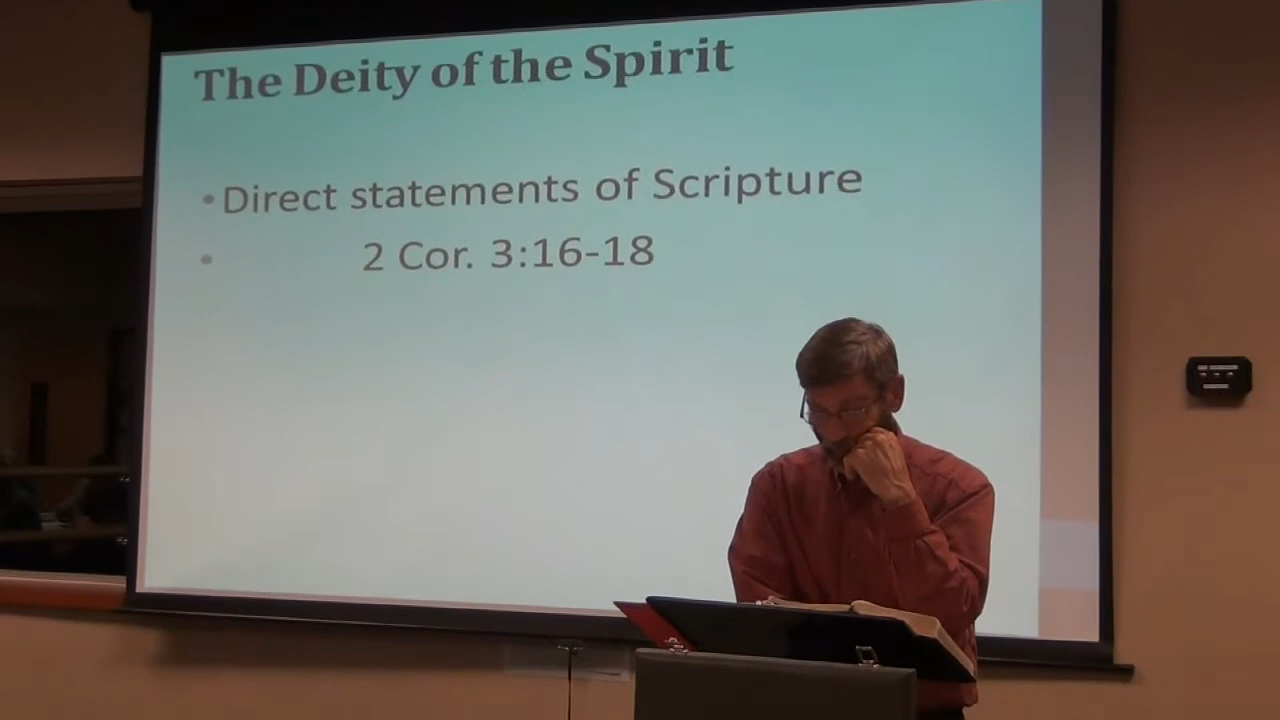 The Deity of the Spirit
• Direct statements of Scripture
• 2 Cor. 3:16-18